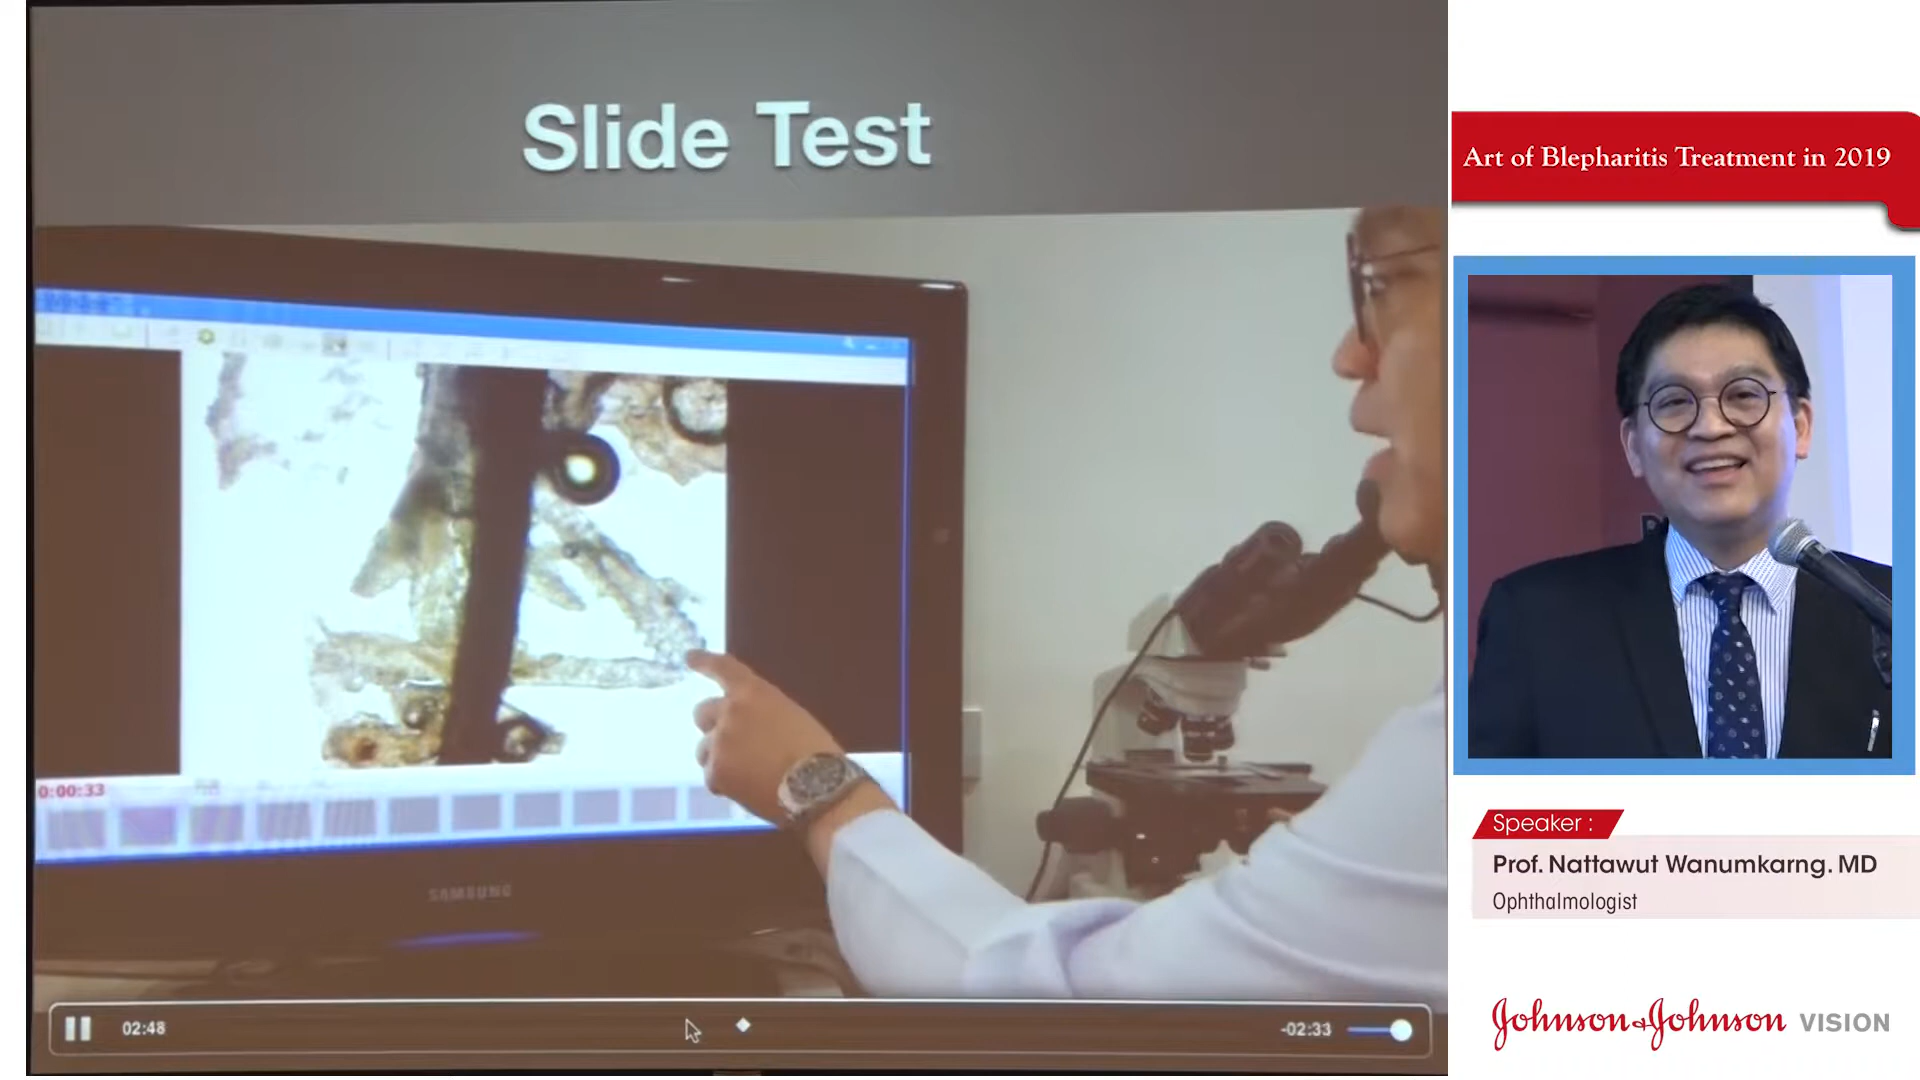 Slide Test
0:00:33
SAMSUNG
02:48
-02:33
Art of Blepharitis Treatment in 2019
Speaker :
Prof. Nattawut Wanumkarng. MD
Ophthalmologist
Johnson & Johnson VISION